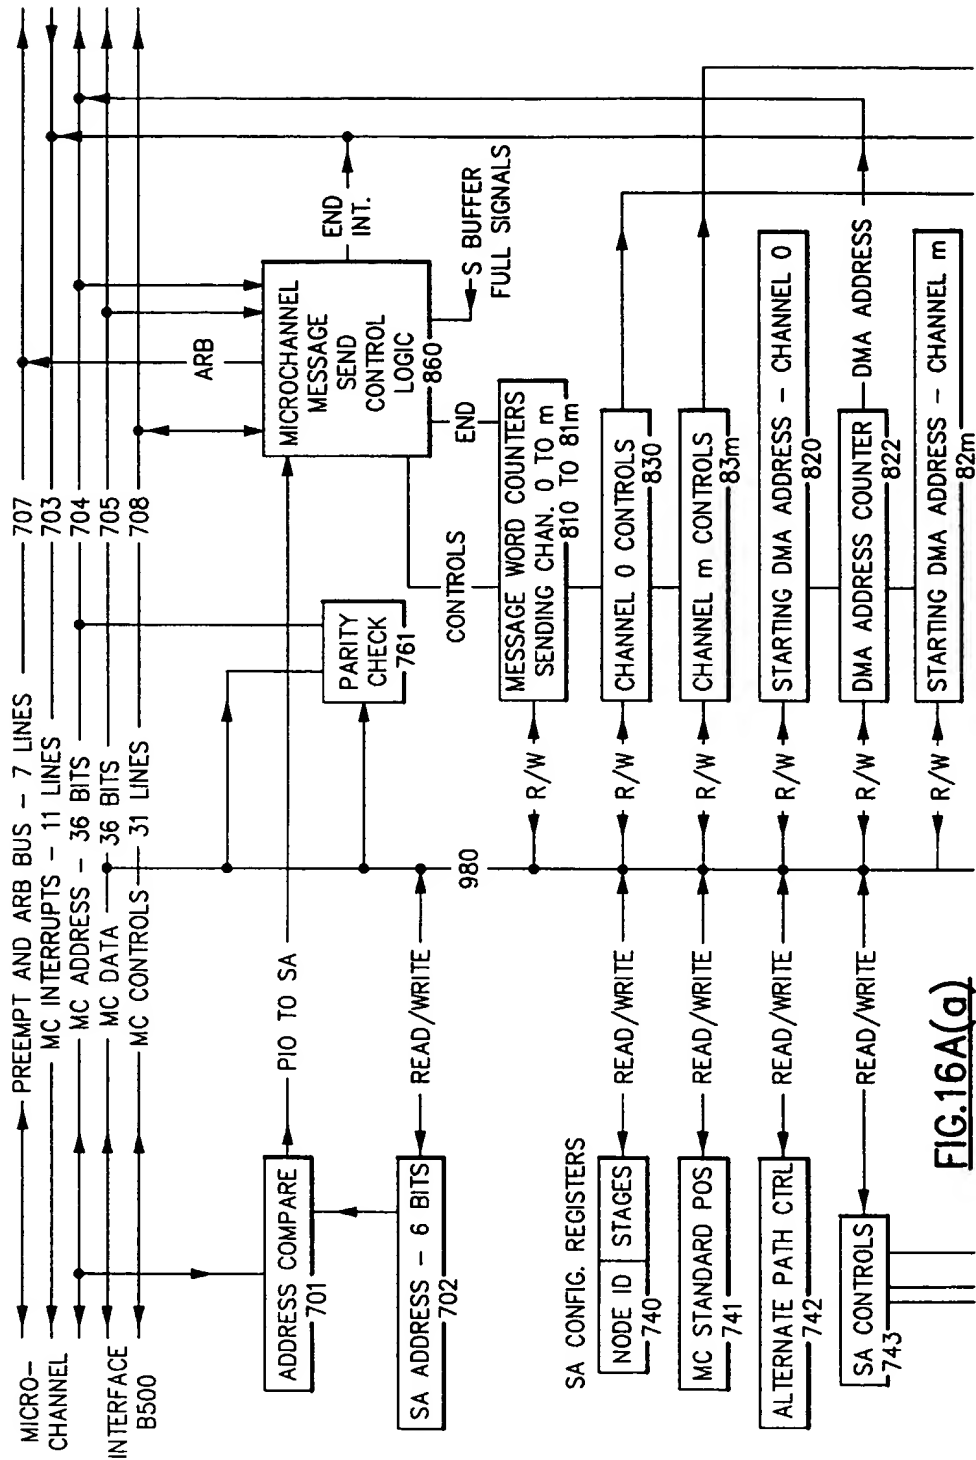 MICRO-
CHANNEL
INTERFACE
B500
PREEMPT AND ARB BUS - 7 LINES
707
MC INTERRUPTS - 11 LINES
703
MC ADDRESS - 36 BITS
704
MC DATA
36 BITS
705
MC CONTROLS
31 LINES
708
ADDRESS COMPARE
701
PIO TO SA
SA ADDRESS - 6 BITS
702
READ/WRITE
980
PARITY
CHECK
761
ARB
MICROCHANNEL
MESSAGE
SEND
CONTROL
LOGIC
860
END
INT.
S BUFFER
FULL SIGNALS
CONTROLS
END
R/W
MESSAGE WORD COUNTERS
SENDING CHAN. 0 TO m
810 TO 81m
SA CONFIG. REGISTERS
NODE ID
STAGES
740
READ/WRITE
R/W
CHANNEL 0 CONTROLS
830
MC STANDARD POS
741
READ/WRITE
R/W
CHANNEL m CONTROLS
83m
ALTERNATE PATH CTRL
742
READ/WRITE
R/W
STARTING DMA ADDRESS - CHANNEL 0
820
SA CONTROLS
743
READ/WRITE
R/W
DMA ADDRESS COUNTER
822
DMA ADDRESS
R/W
STARTING DMA ADDRESS - CHANNEL m
82m
FIG.16A(a)